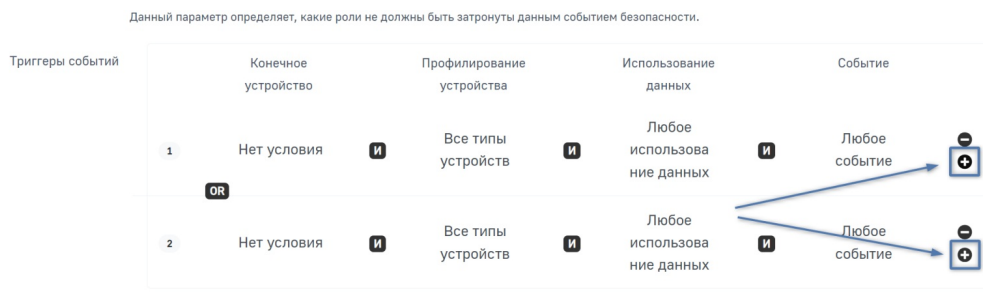 Данный параметр определяет, какие роли не должны быть затронуты данным событием безопасности.
Триггеры событий
Конечное
устройство
Профилирование
устройства
Использование
данных
Событие
1
Нет условия
И
Все типы
устройств
И
Любое
использова
ние данных
И
Любое
событие
OR
2
Нет условия
И
Все типы
устройств
И
Любое
использова
ние данных
И
Любое
событие